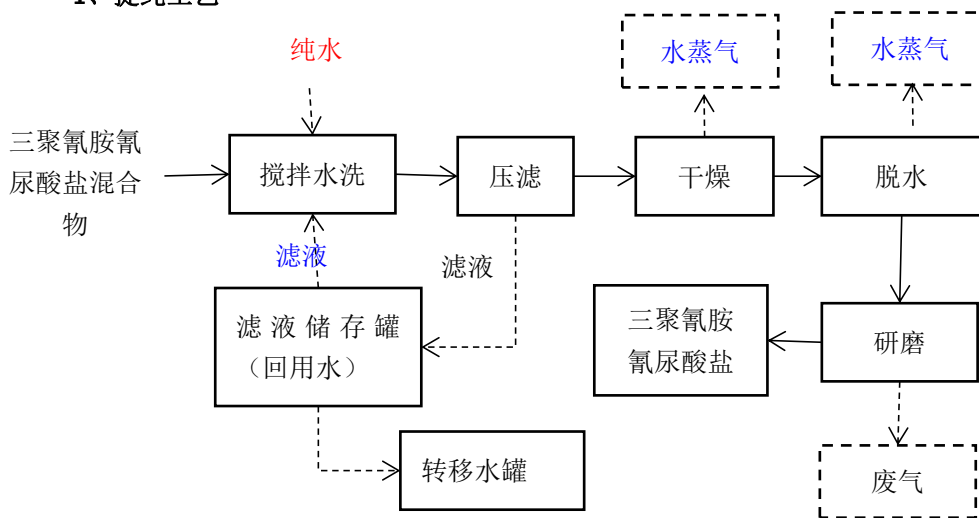 纯水
水蒸气
水蒸气
三聚氰胺氰
尿酸盐混合
物
搅拌水洗
压滤
干燥
脱水
滤液
滤液
滤液储存罐
（回用水）
三聚氰胺
氰尿酸盐
研磨
转移水罐
废气